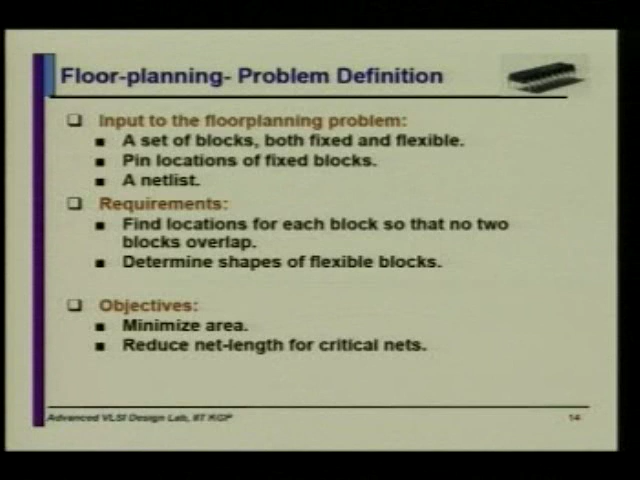 Floor-planning- Problem Definition
Input to the floorplanning problem:
A set of blocks, both fixed and flexible.
Pin locations of fixed blocks.
A netlist.
Requirements:
Find locations for each block so that no two
blocks overlap.
Determine shapes of flexible blocks.
Objectives:
Minimize area.
Reduce net-length for critical nets.
Advanced VLSI Design Lab, IIT KGP
14